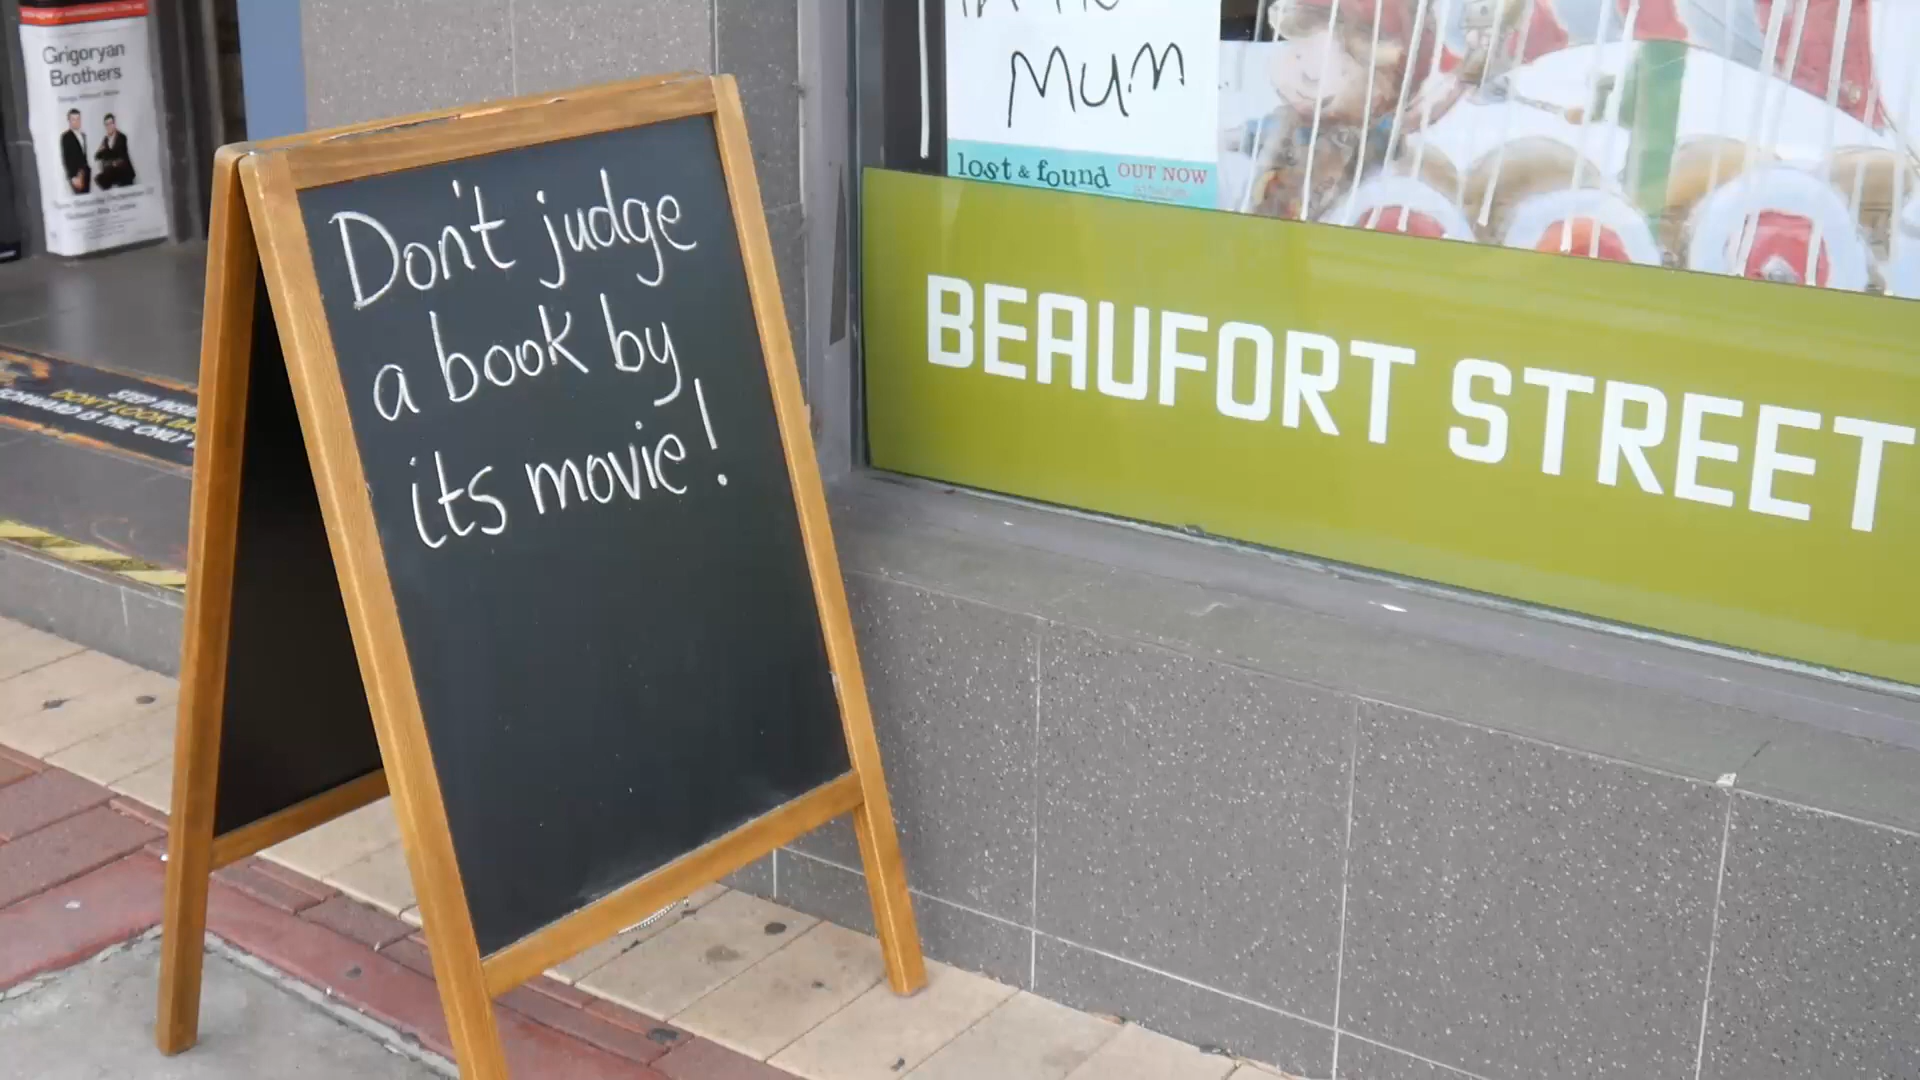 Grigoryan
Brothers
Don't judge
a book by
its movie!
MUM
lost & found OUT NOW
BEAUFORT STREET